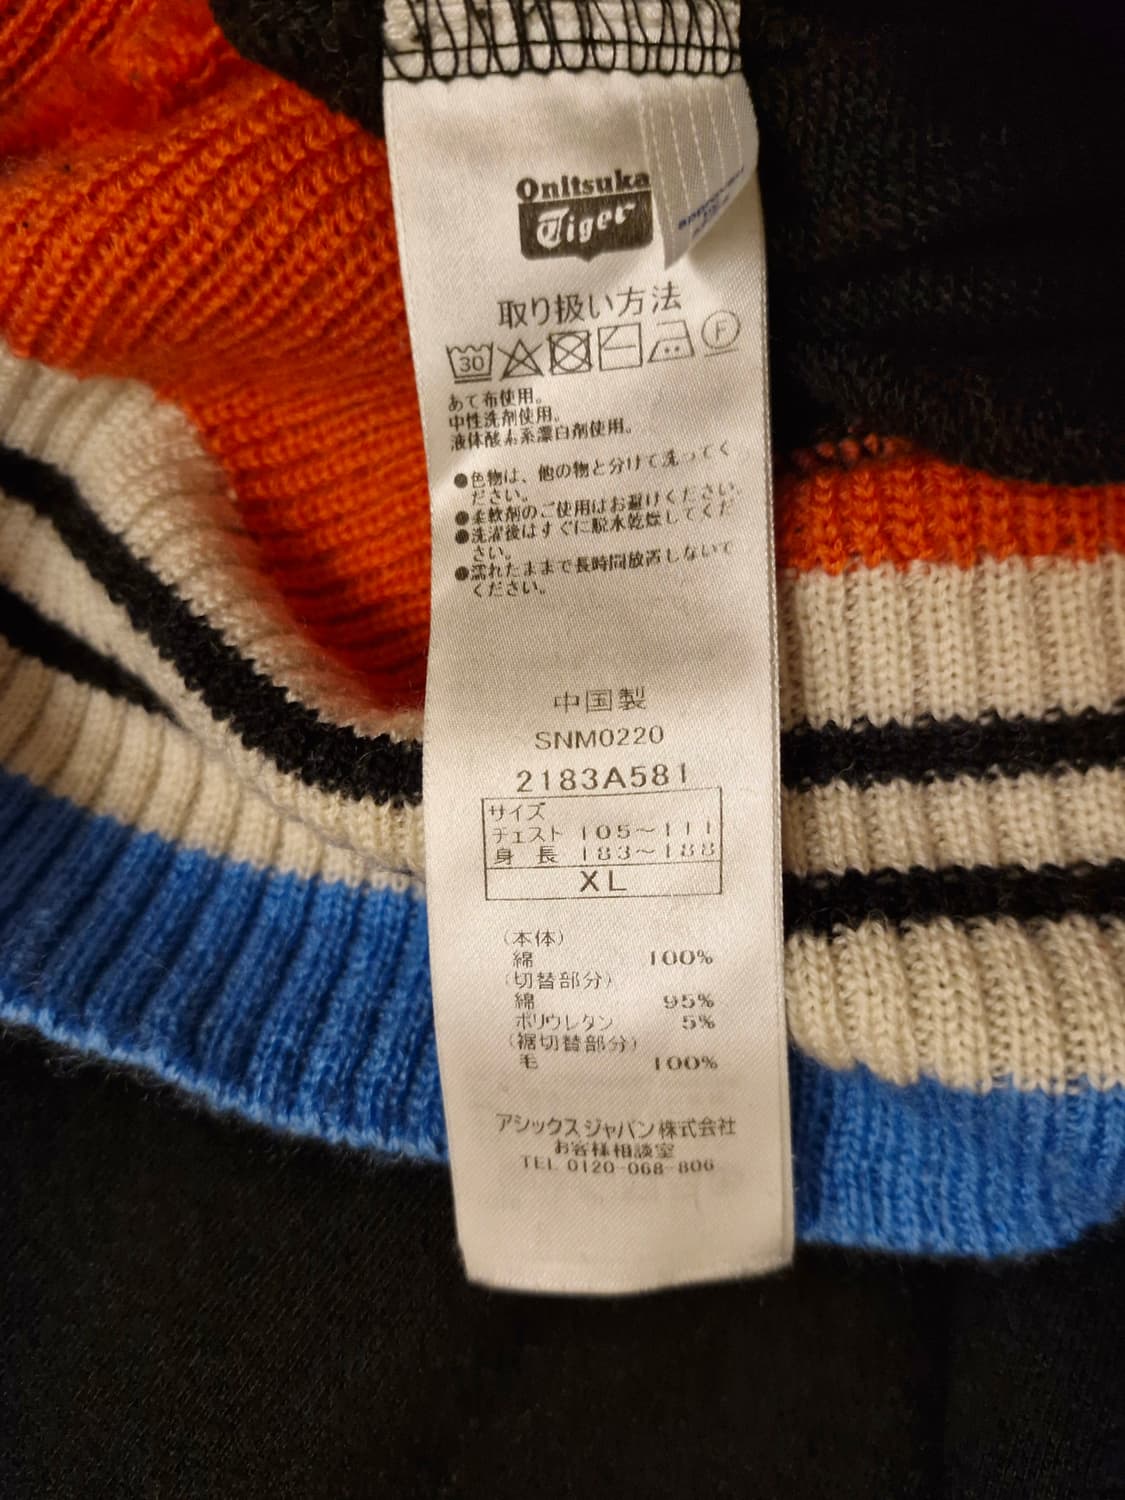 Onitsuka
Tiger
取り扱い方法
30
F
あて布使用。
中性洗剤使用。
液体酸素系漂白剤使用。
●色物は、他の物と分けて洗ってく
ださい。
●柔軟剤のご使用はお避けください。
●洗濯後はすぐに脱水乾燥してくだ
さい。
●濡れたままで長時間放置しないで
ください。
中国製
SNM0220
2183A581
サイズ
チェスト 105〜111
身 長 183〜188
XL
(本体)
綿 100%
(切替部分)
綿 95%
ポリウレタン 5%
(裾切替部分)
毛 100%
アシックスジャパン株式会社
お客様相談室
TEL 0120-068-806